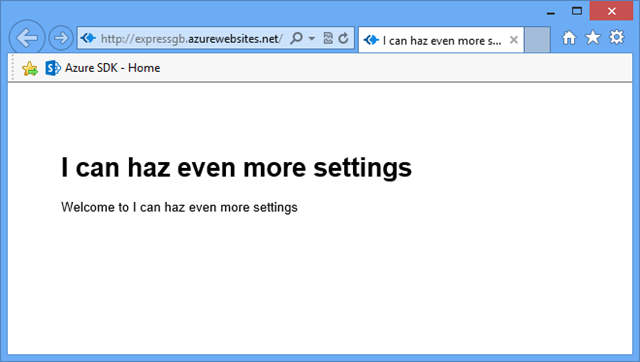 http://expressgb.azurewebsites.net/
I can haz even more s...
Azure SDK - Home
I can haz even more settings
Welcome to I can haz even more settings